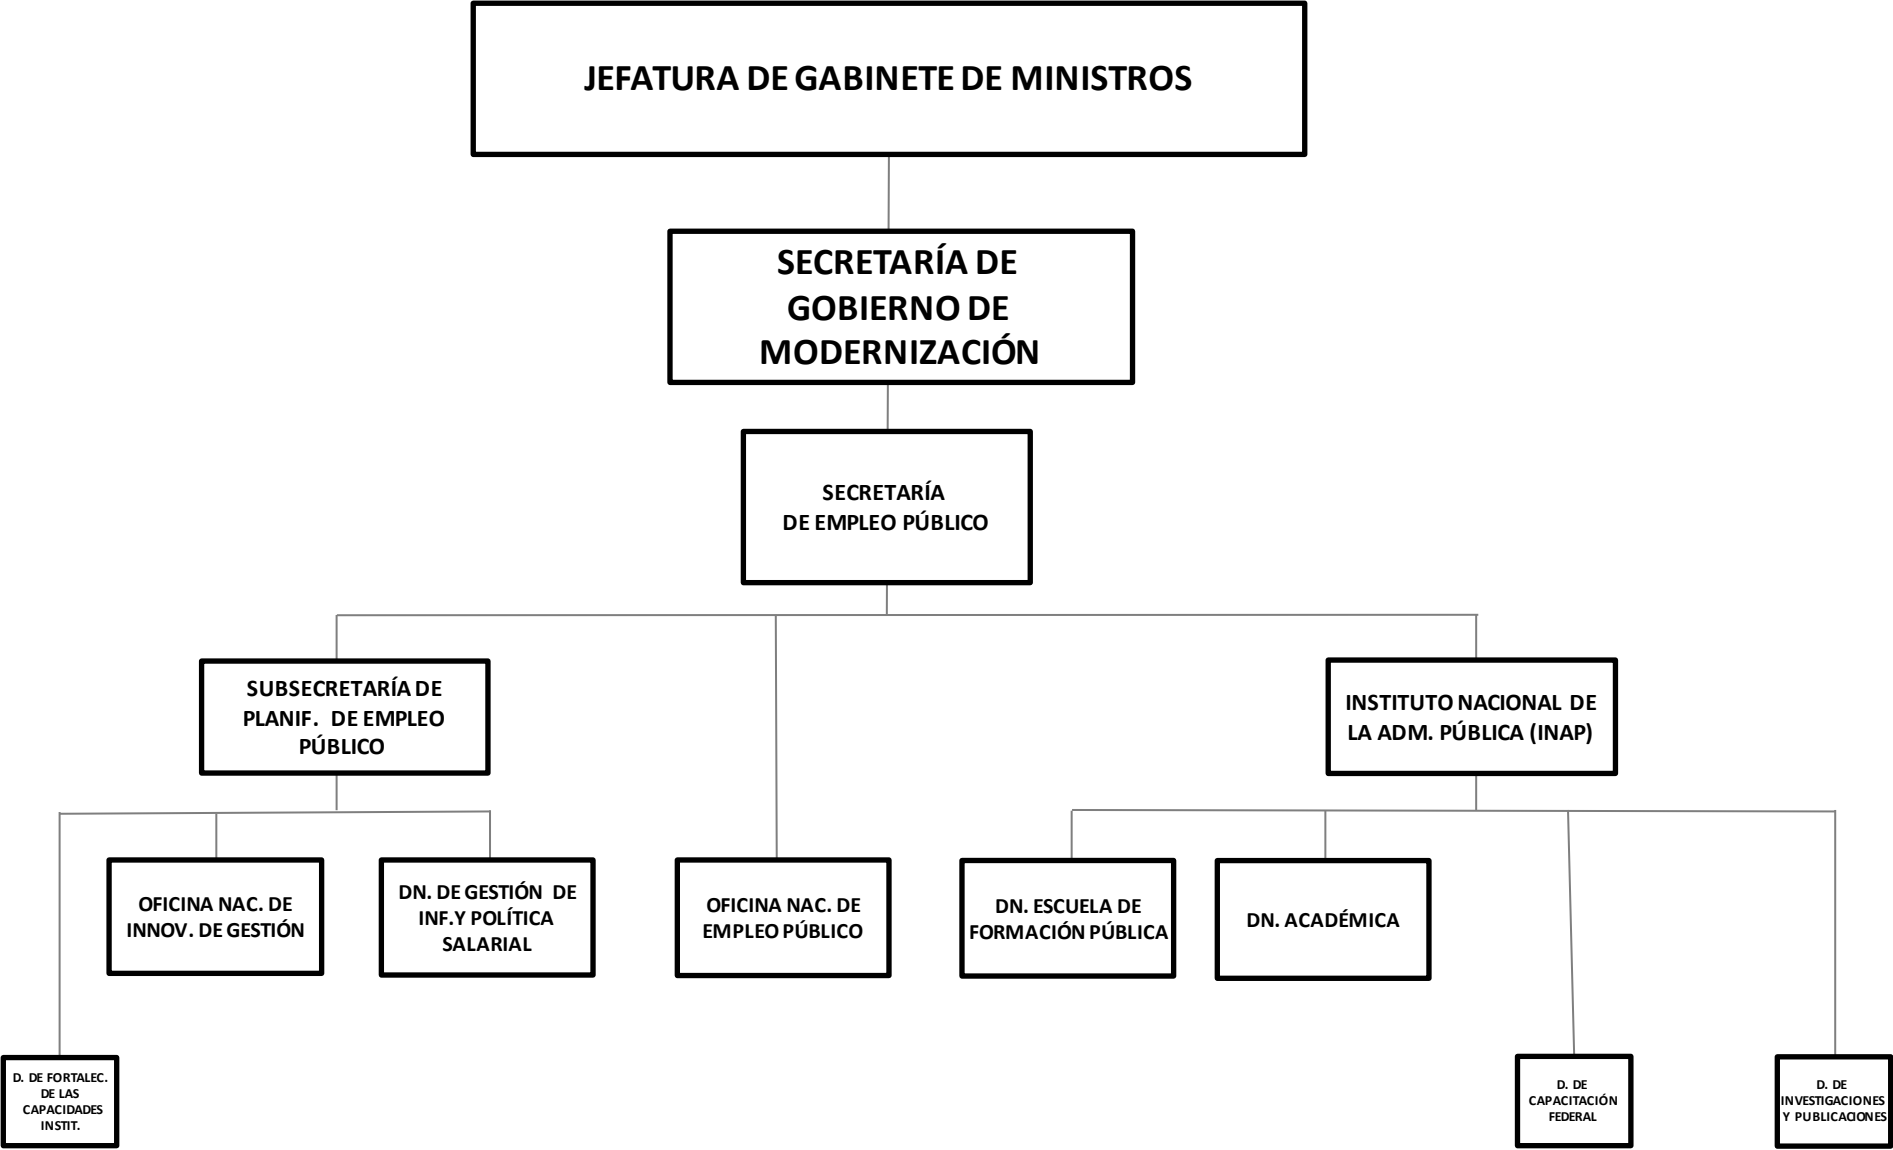 JEFATURA DE GABINETE DE MINISTROS
SECRETARÍA DE
GOBIERNO DE
MODERNIZACIÓN
SECRETARÍA
DE EMPLEO PÚBLICO
SUBSECRETARÍA DE
PLANIF. DE EMPLEO
PÚBLICO
INSTITUTO NACIONAL DE
LA ADM. PÚBLICA (INAP)
OFICINA NAC. DE
INNOV. DE GESTIÓN
DN. DE GESTIÓN DE
INF.Y POLÍTICA
SALARIAL
OFICINA NAC. DE
EMPLEO PÚBLICO
DN. ESCUELA DE
FORMACIÓN PÚBLICA
DN. ACADÉMICA
D. DE FORTALEC.
DE LAS
CAPACIDADES
INSTIT.
D. DE
CAPACITACIÓN
FEDERAL
D. DE
INVESTIGACIONES
Y PUBLICACIONES